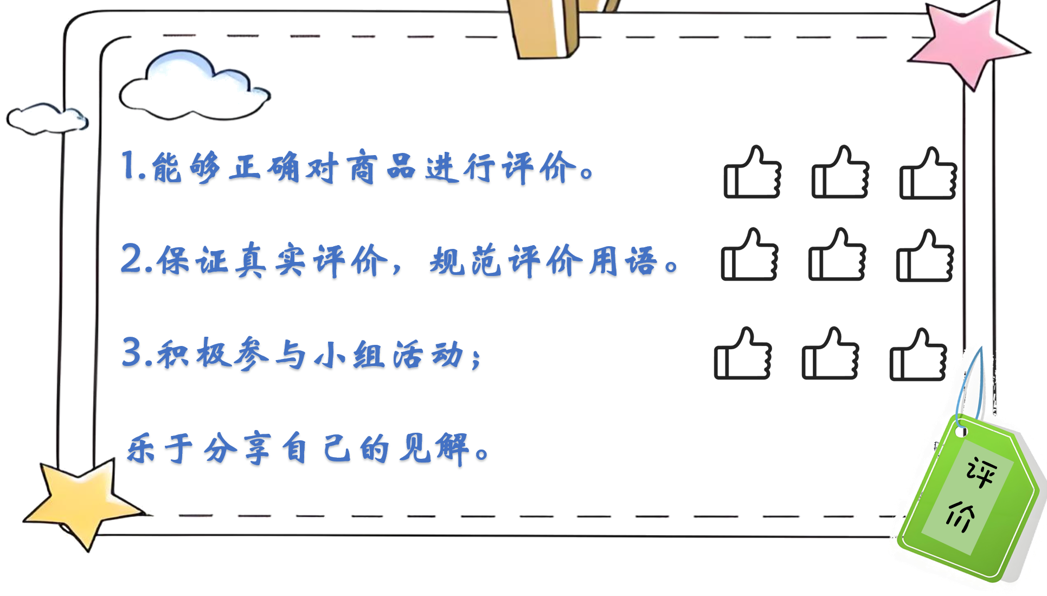 1.能够正确对商品进行评价。
2.保证真实评价，规范评价用语。
3.积极参与小组活动；
乐于分享自己的见解。
评
价